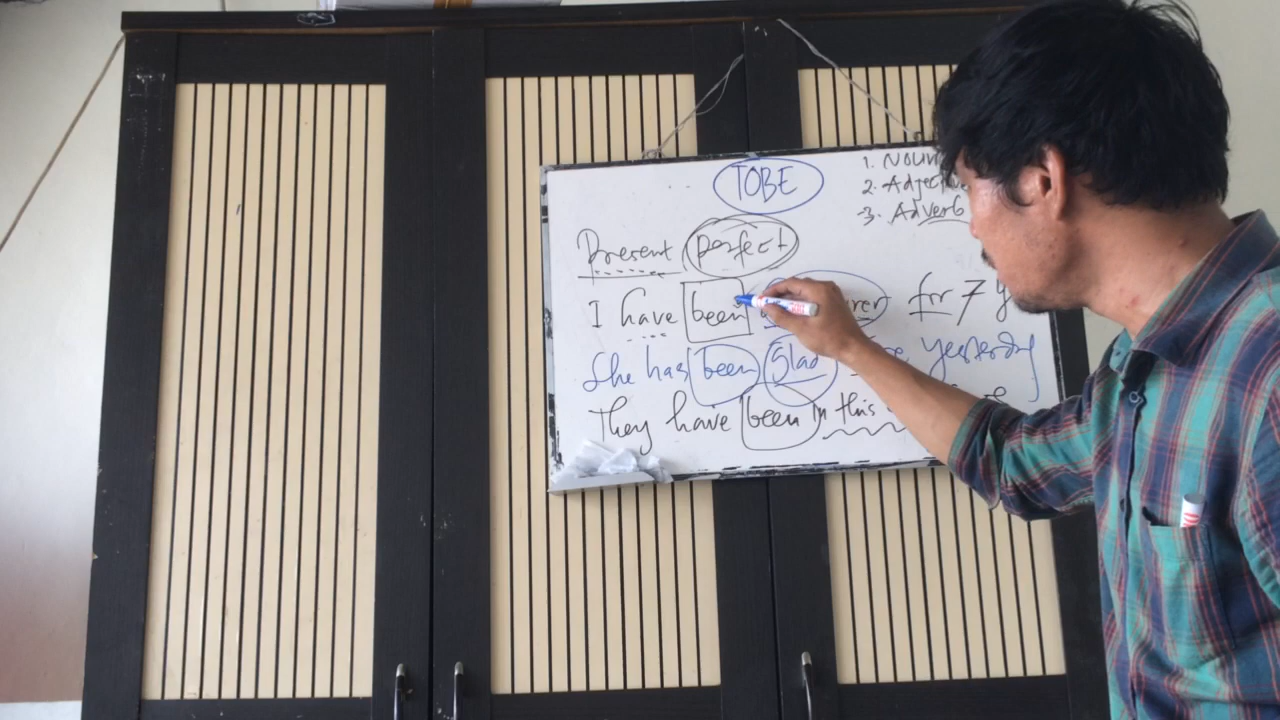 TOBE
1. Noun
2. Adjective
3. Adverb
Present perfect
I have been for 7
She has been glad yesterday
They have been in this